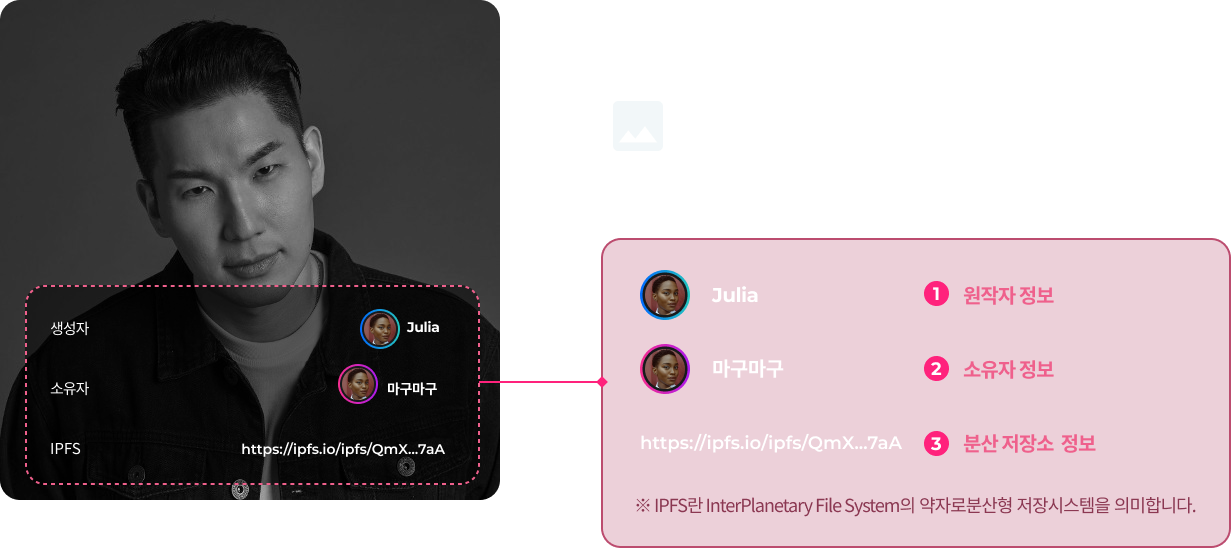 생성자
Julia
소유자
마구마구
IPFS
https://ipfs.io/ipfs/QmX...7aA
Julia
1 원작자 정보
마구마구
2 소유자 정보
https://ipfs.io/ipfs/QmX...7aA
3 분산 저장소 정보
※ IPFS란 InterPlanetary File System의 약자로분산형 저장시스템을 의미합니다.